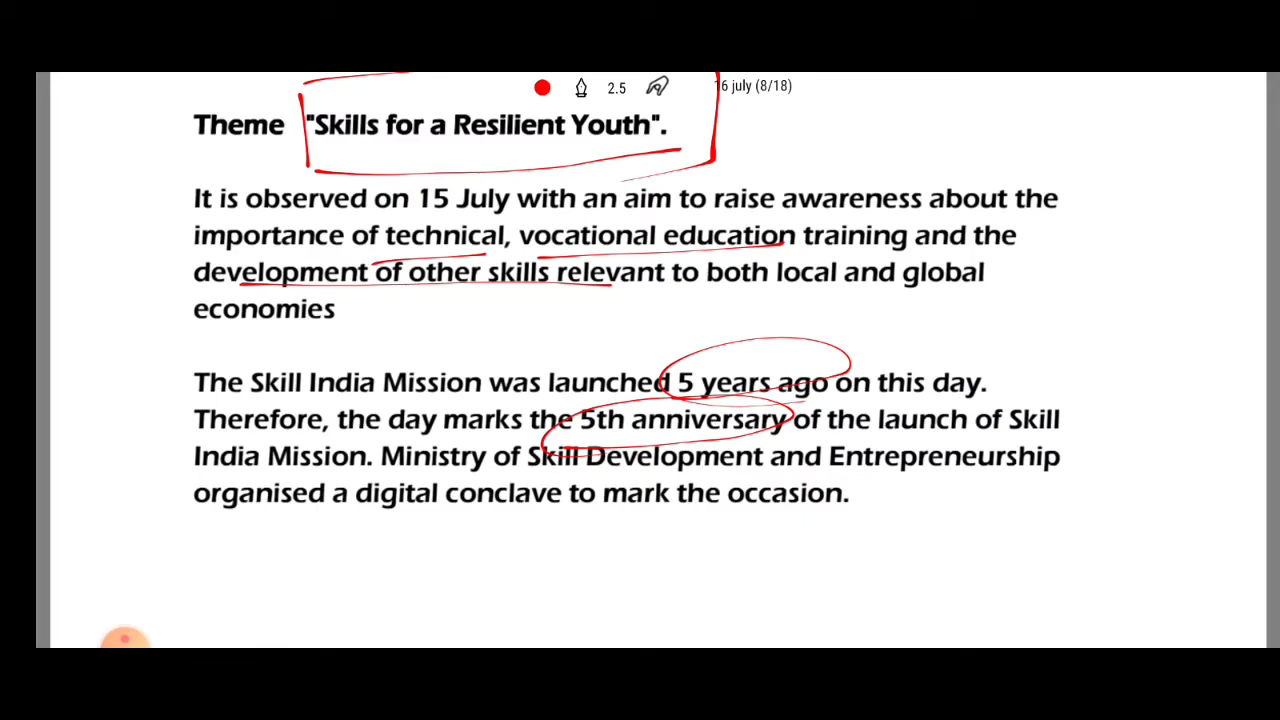 2.5
16 july (8/18)
Theme "Skills for a Resilient Youth".
It is observed on 15 July with an aim to raise awareness about the
importance of technical, vocational education training and the
development of other skills relevant to both local and global
economies
The Skill India Mission was launched 5 years ago on this day.
Therefore, the day marks the 5th anniversary of the launch of Skill
India Mission. Ministry of Skill Development and Entrepreneurship
organised a digital conclave to mark the occasion.